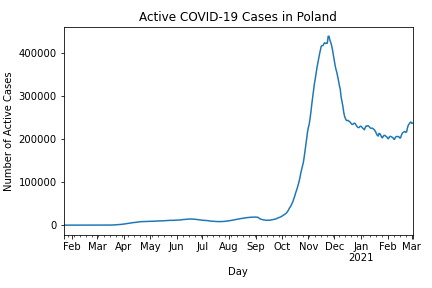 Active COVID-19 Cases in Poland
Number of Active Cases
400000
300000
200000
100000
0
Feb Mar Apr May Jun Jul Aug Sep Oct Nov Dec Jan Feb Mar
2021
Day